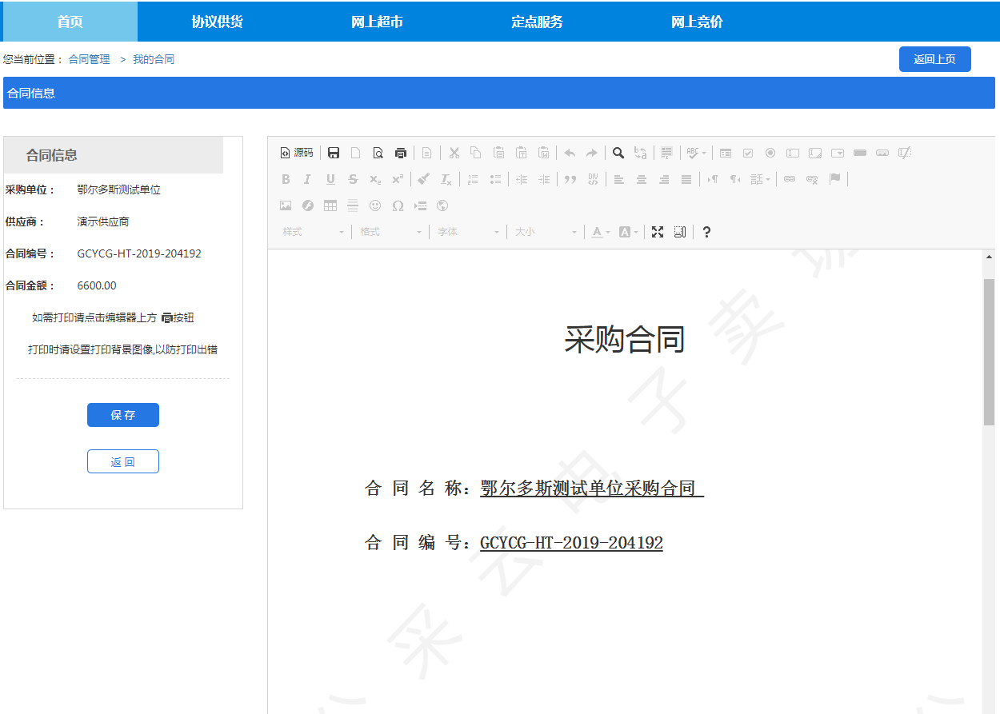 首页 协议供货 网上超市 定点服务 网上竞价
您当前位置： 合同管理 > 我的合同
返回上页
合同信息
合同信息
采购单位： 鄂尔多斯测试单位
供应商： 演示供应商
合同编号： GCYCG-HT-2019-204192
合同金额： 6600.00
如需打印请点击编辑器上方 按钮
打印时请设置打印背景图像,以防打印出错
保 存
返 回
源码
样式 格式 字体 大小
采购合同
合 同 名 称：鄂尔多斯测试单位采购合同
合 同 编 号：GCYCG-HT-2019-204192
采云电子卖场